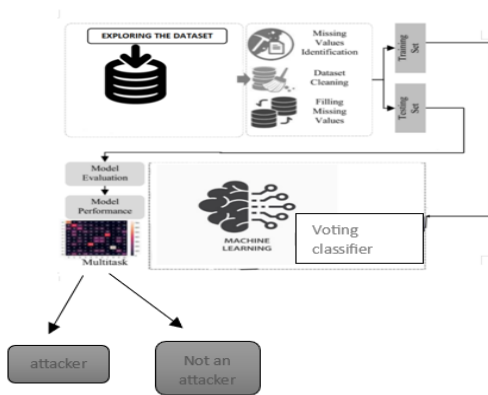 EXPLORING THE DATASET
Missing
Values
Identification
Dataset
Cleaning
Filling
Missing
Values
Training
Set
Testing
Set
Model
Evaluation
Model
Performance
Multitask
MACHINE
LEARNING
Voting
classifier
attacker
Not an
attacker